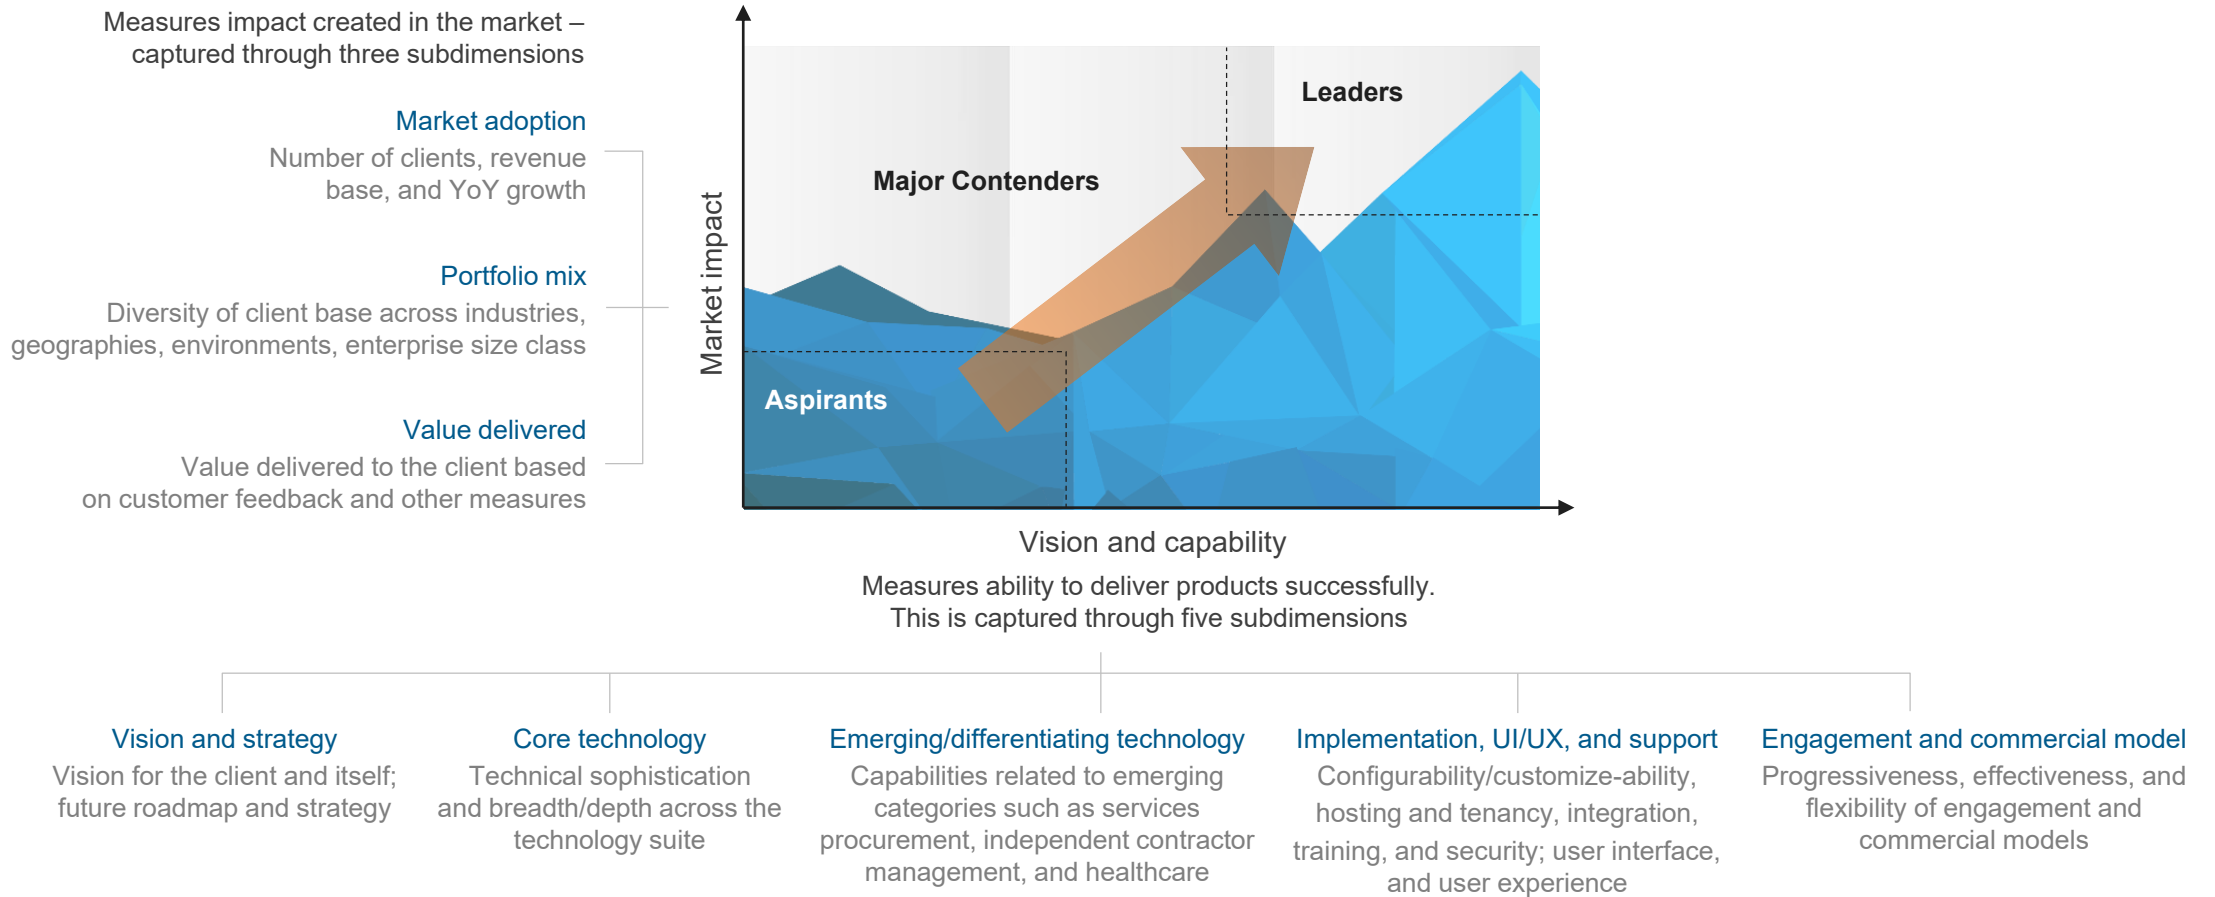 Measures impact created in the market –
captured through three subdimensions
Market adoption
Number of clients, revenue
base, and YoY growth
Portfolio mix
Diversity of client base across industries,
geographies, environments, enterprise size class
Value delivered
Value delivered to the client based
on customer feedback and other measures
Market impact
Leaders
Major Contenders
Aspirants
Vision and capability
Measures ability to deliver products successfully.
This is captured through five subdimensions
Vision and strategy
Vision for the client and itself;
future roadmap and strategy
Core technology
Technical sophistication
and breadth/depth across the
technology suite
Emerging/differentiating technology
Capabilities related to emerging
categories such as services
procurement, independent contractor
management, and healthcare
Implementation, UI/UX, and support
Configurability/customize-ability,
hosting and tenancy, integration,
training, and security; user interface,
and user experience
Engagement and commercial model
Progressiveness, effectiveness, and
flexibility of engagement and
commercial models